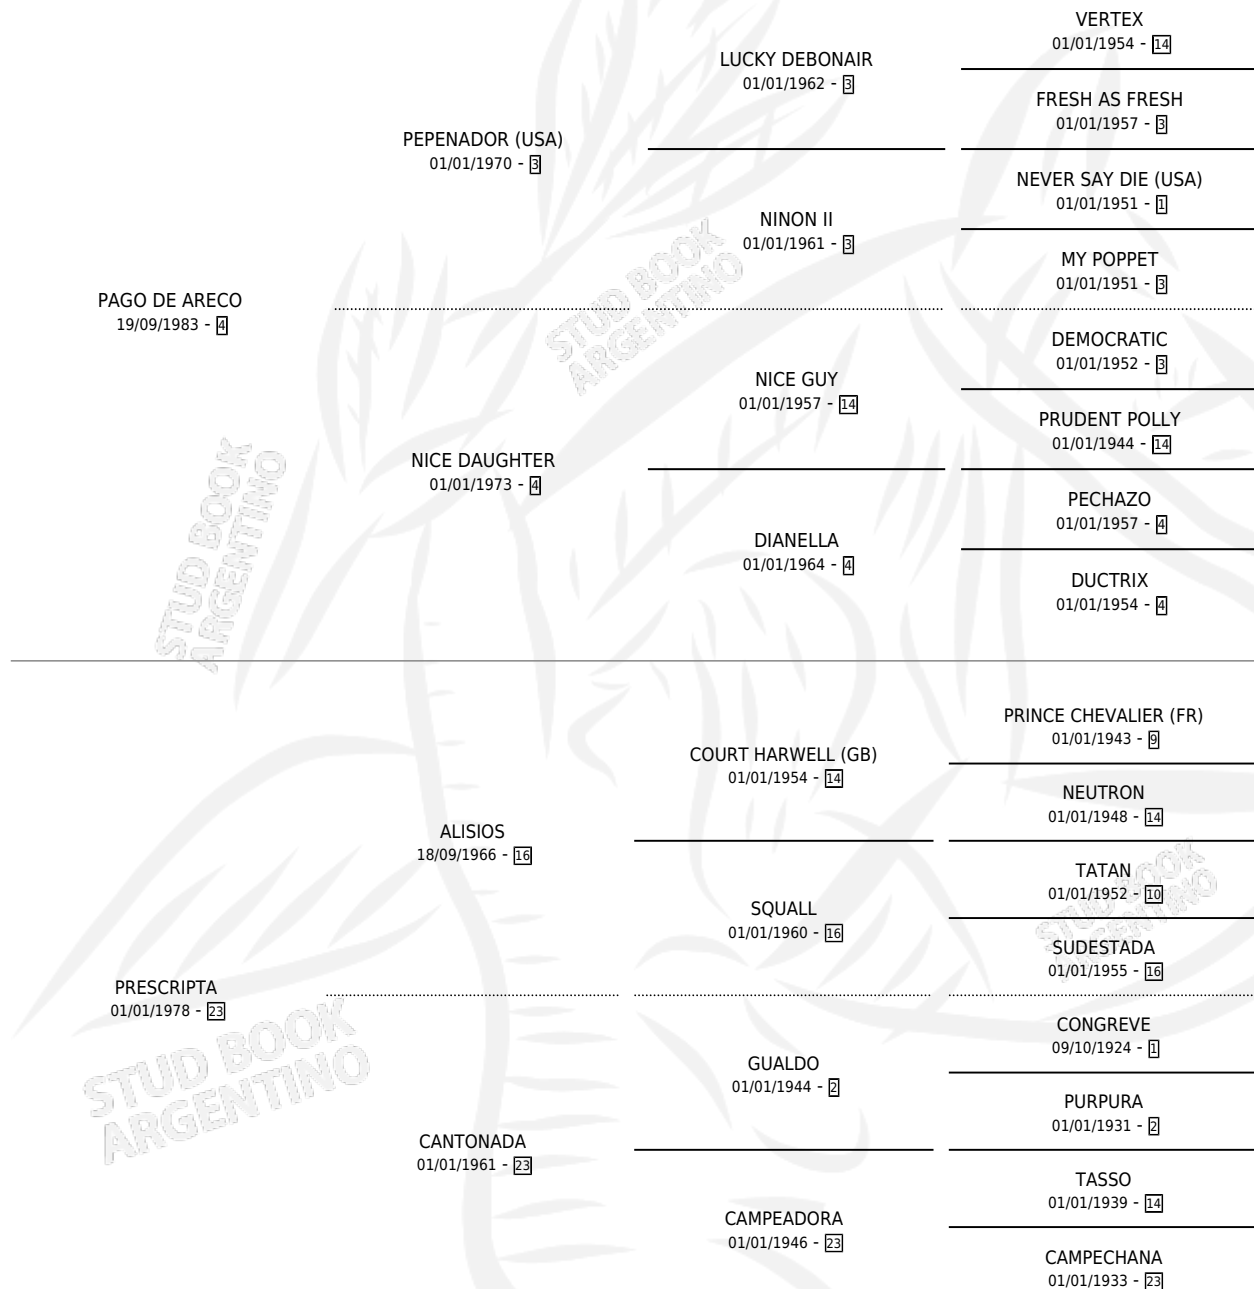 VERTEX
01/01/1954 - 14
LUCKY DEBONAIR
01/01/1962 - 3
FRESH AS FRESH
01/01/1957 - 3
PEPENADOR (USA)
01/01/1970 - 3
NEVER SAY DIE (USA)
01/01/1951 - 1
NINON II
01/01/1961 - 3
MY POPPET
01/01/1951 - 3
PAGO DE ARECO
19/09/1983 - 4
DEMOCRATIC
01/01/1952 - 3
NICE GUY
01/01/1957 - 14
PRUDENT POLLY
01/01/1944 - 14
NICE DAUGHTER
01/01/1973 - 4
PECHAZO
01/01/1957 - 4
DIANELLA
01/01/1964 - 4
DUCTRIX
01/01/1954 - 4
PRINCE CHEVALIER (FR)
01/01/1943 - 9
COURT HARWELL (GB)
01/01/1954 - 14
NEUTRON
01/01/1948 - 14
ALISIOS
18/09/1966 - 16
TATAN
01/01/1952 - 10
SQUALL
01/01/1960 - 16
SUDESTADA
01/01/1955 - 16
PRESCRIPTA
01/01/1978 - 23
CONGREVE
09/10/1924 - 1
GUALDO
01/01/1944 - 2
PURPURA
01/01/1931 - 2
CANTONADA
01/01/1961 - 23
TASSO
01/01/1939 - 14
CAMPEADORA
01/01/1946 - 23
CAMPECHANA
01/01/1933 - 23
STUD BOOK
ARGENTINO
STUD BOOK
ARGENTINO
STUD BOOK
ARGENTINO
STUD BOOK
ARGENTINO